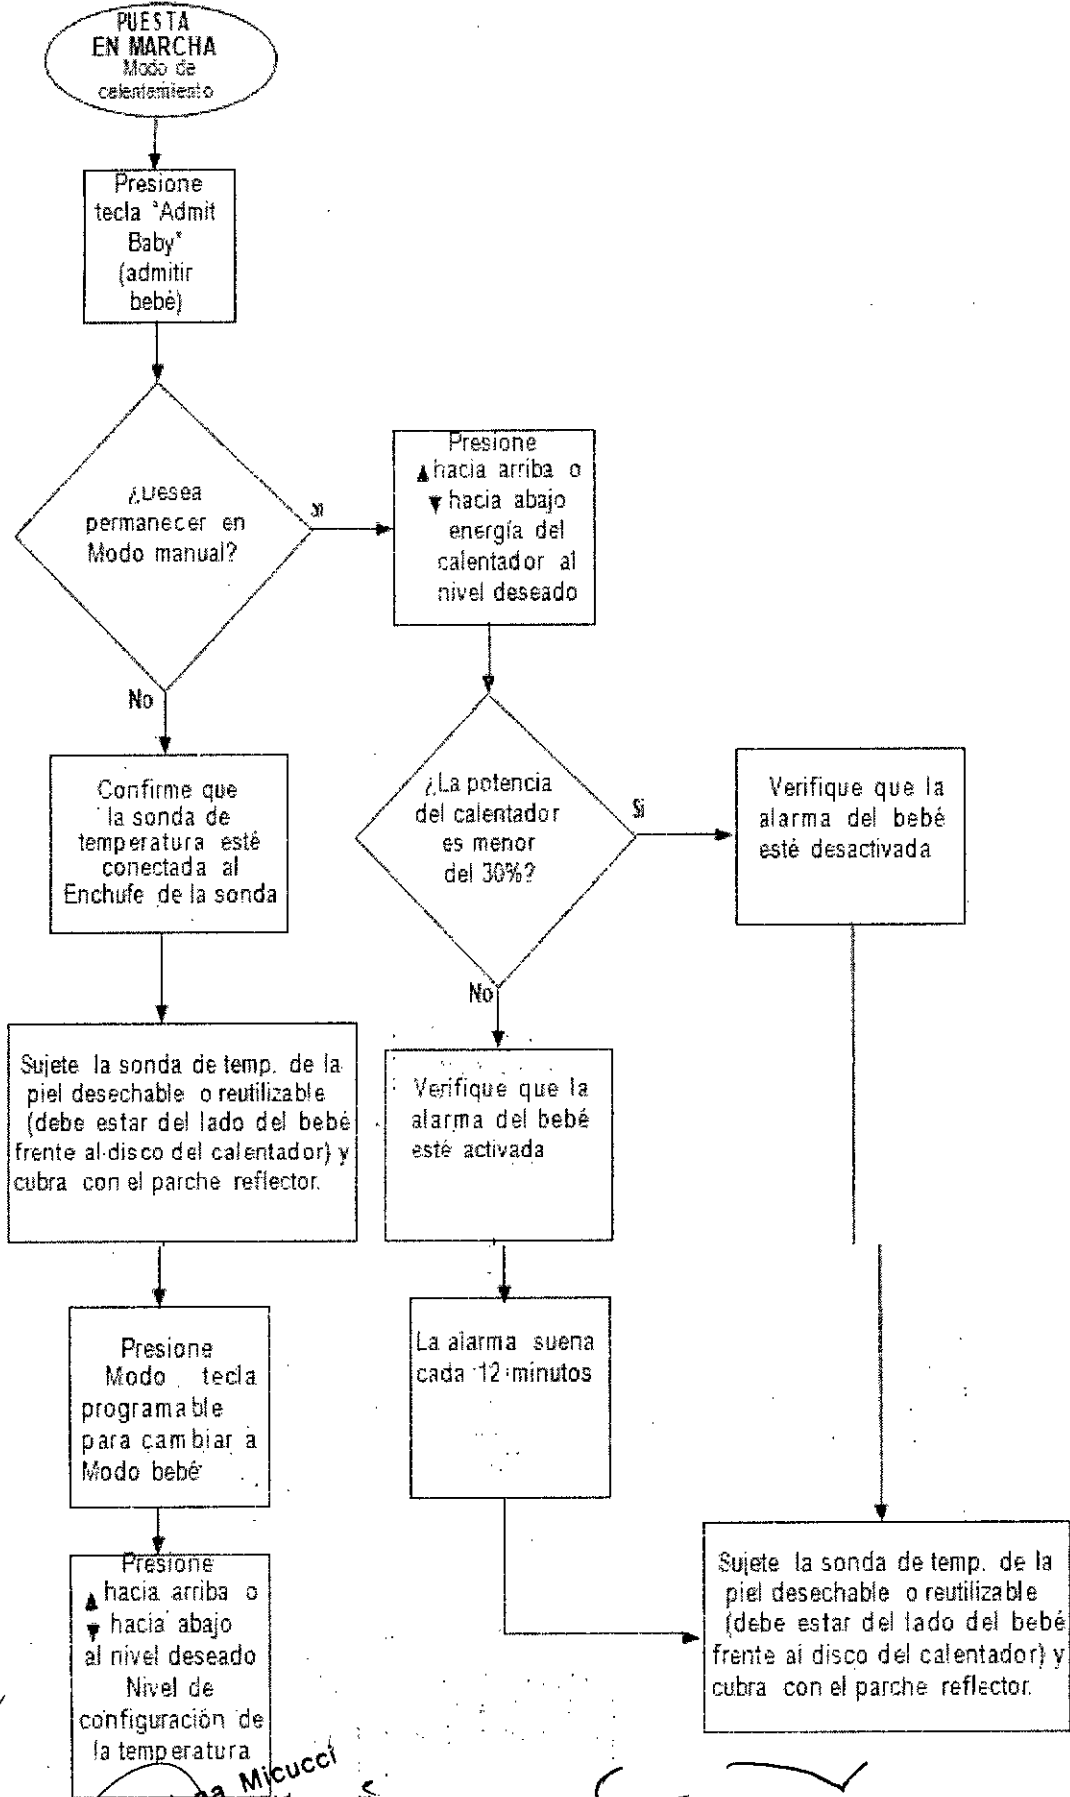 PUESTA
EN MARCHA
Modo de
calentamiento
Presione
tecla "Admit
Baby"
(admitir
bebé)
¿Desea
permanecer en
Modo manual?
Si
Presione
▲ hacia arriba o
▼ hacia abajo
energía del
calentador al
nivel deseado
No
Confirme que
la sonda de
temperatura esté
conectada al
Enchufe de la sonda
¿La potencia
del calentador
es menor
del 30%?
Si
Verifique que la
alarma del bebé
esté desactivada
No
Sujete la sonda de temp. de la
piel desechable o reutilizable
(debe estar del lado del bebé
frente al disco del calentador) y
cubra con el parche reflector.
Verifique que la
alarma del bebé
esté activada
Presione
Modo tecla
programable
para cambiar a
Modo bebé
La alarma suena
cada 12 minutos
Presione
▲ hacia arriba o
▼ hacia abajo
al nivel deseado
Nivel de
configuración de
la temperatura
Sujete la sonda de temp. de la
piel desechable o reutilizable
(debe estar del lado del bebé
frente al disco del calentador) y
cubra con el parche reflector.
Micucci